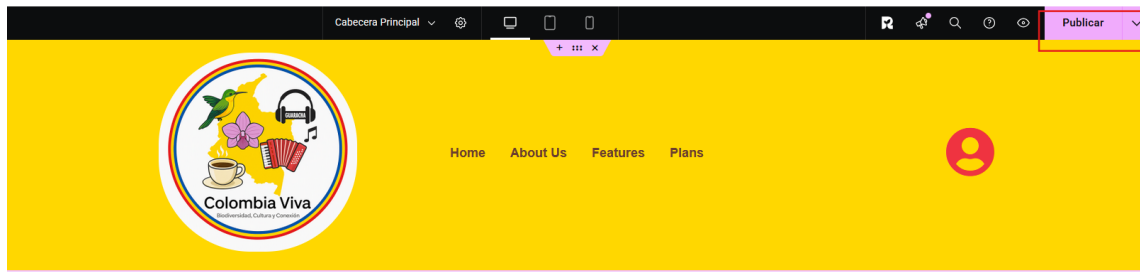 Cabecera Principal
Publicar
GUARACHA
Home About Us Features Plans
Colombia Viva
Biodiversidad, Cultura y Conexión